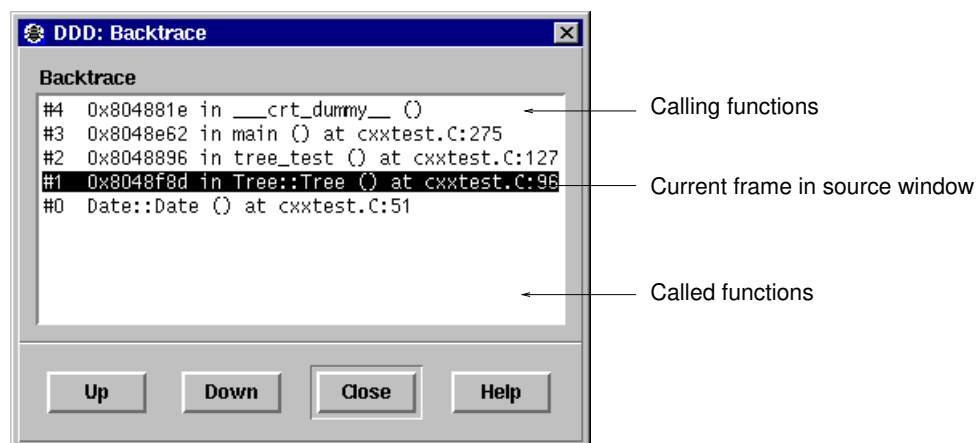 DDD: Backtrace
Backtrace
#4 0x804881e in ___crt_dummy__ ()
#3 0x8048e62 in main () at cxxtest.C:275
#2 0x8048896 in tree_test () at cxxtest.C:127
#1 0x8048f8d in Tree::Tree () at cxxtest.C:96
#0 Date::Date () at cxxtest.C:51
Up Down Close Help
Calling functions
Current frame in source window
Called functions